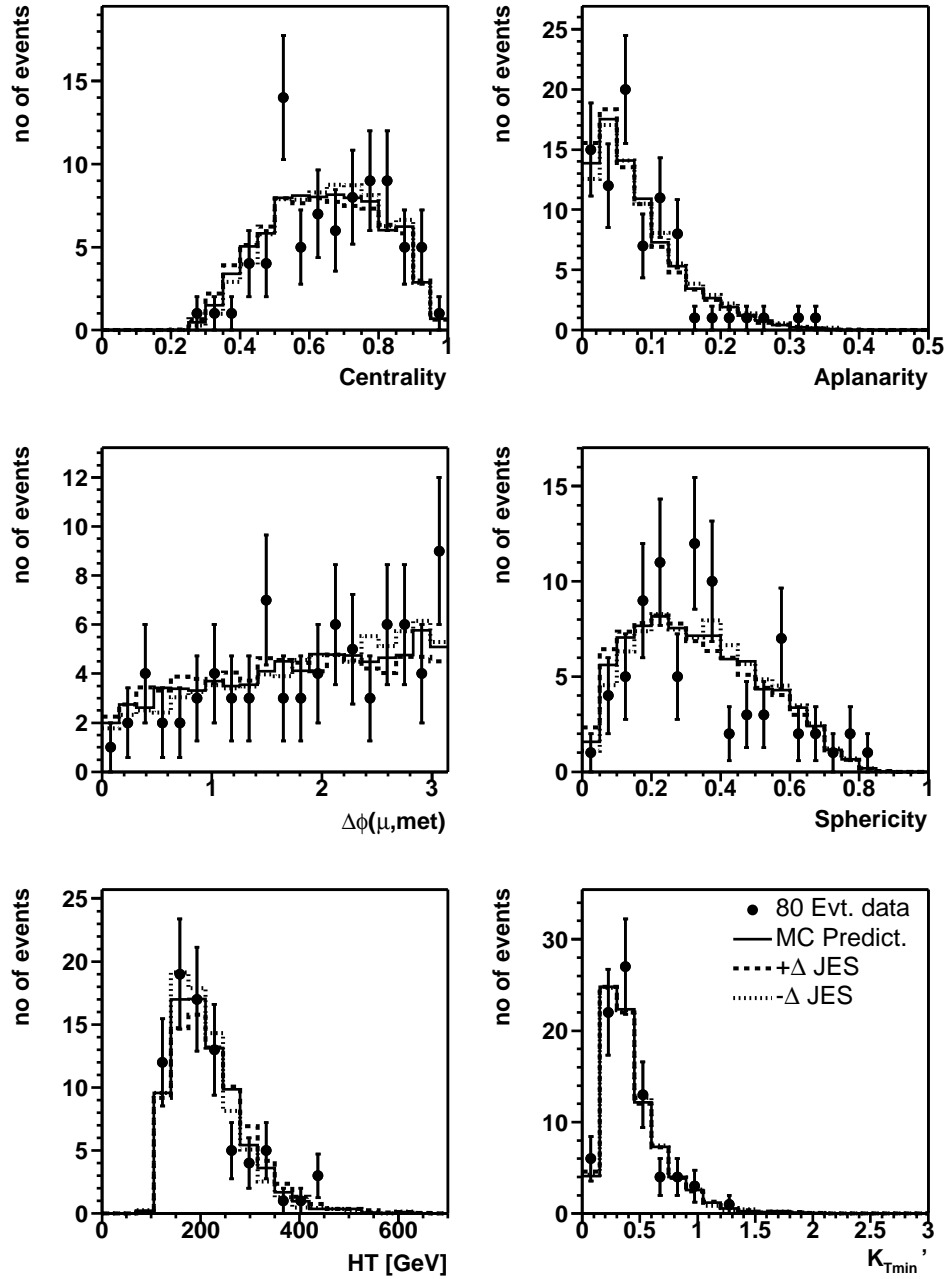 no of events
15
10
5
0
0 0.2 0.4 0.6 0.8 1
Centrality
no of events
25
20
15
10
5
0
0 0.1 0.2 0.3 0.4 0.5
Aplanarity
no of events
12
10
8
6
4
2
0
0 1 2 3
Δϕ(μ,met)
no of events
15
10
5
0
0 0.2 0.4 0.6 0.8 1
Sphericity
no of events
25
20
15
10
5
0
0 200 400 600
HT [GeV]
no of events
30
20
10
0
0 0.5 1 1.5 2 2.5 3
K_Tmin '
80 Evt. data
MC Predict.
+Δ JES
-Δ JES